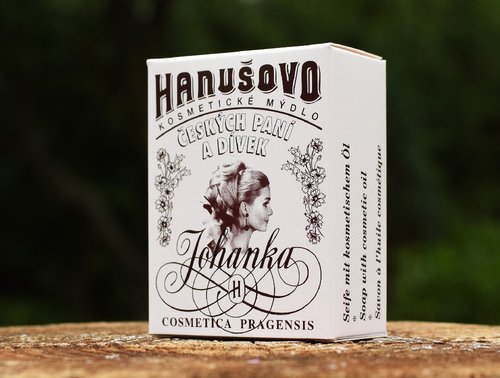 HANUŠOVO
KOSMETICKÉ MÝDLO
ČESKÝCH PANÍ
A DÍVEK
Johanka
H
COSMETICA PRAGENSIS
Seife mit kosmetischem Öl
* Soap with cosmetic oil
* Savon à l'huile cosmétique